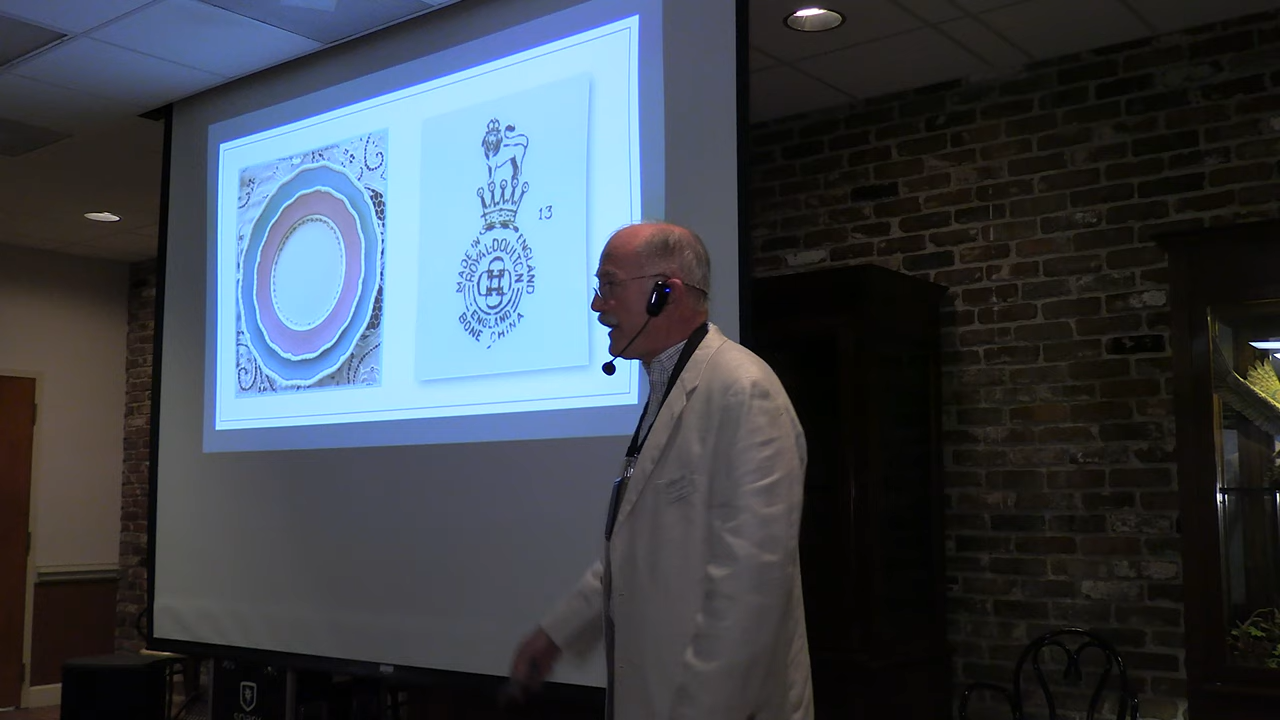 13
MADE IN ENGLAND
ROYAL·DOULTON
ENGLAND
BONE CHINA